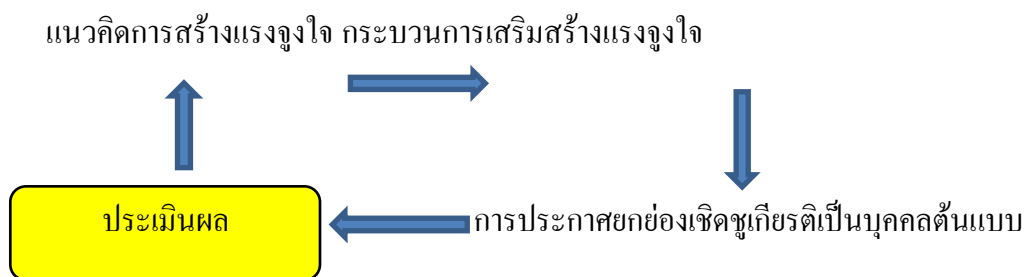 แนวคิดการสร้างแรงจูงใจ กระบวนการเสริมสร้างแรงจูงใจ
ประเมินผล
การประกาศยกย่องเชิดชูเกียรติเป็นบุคคลต้นแบบ